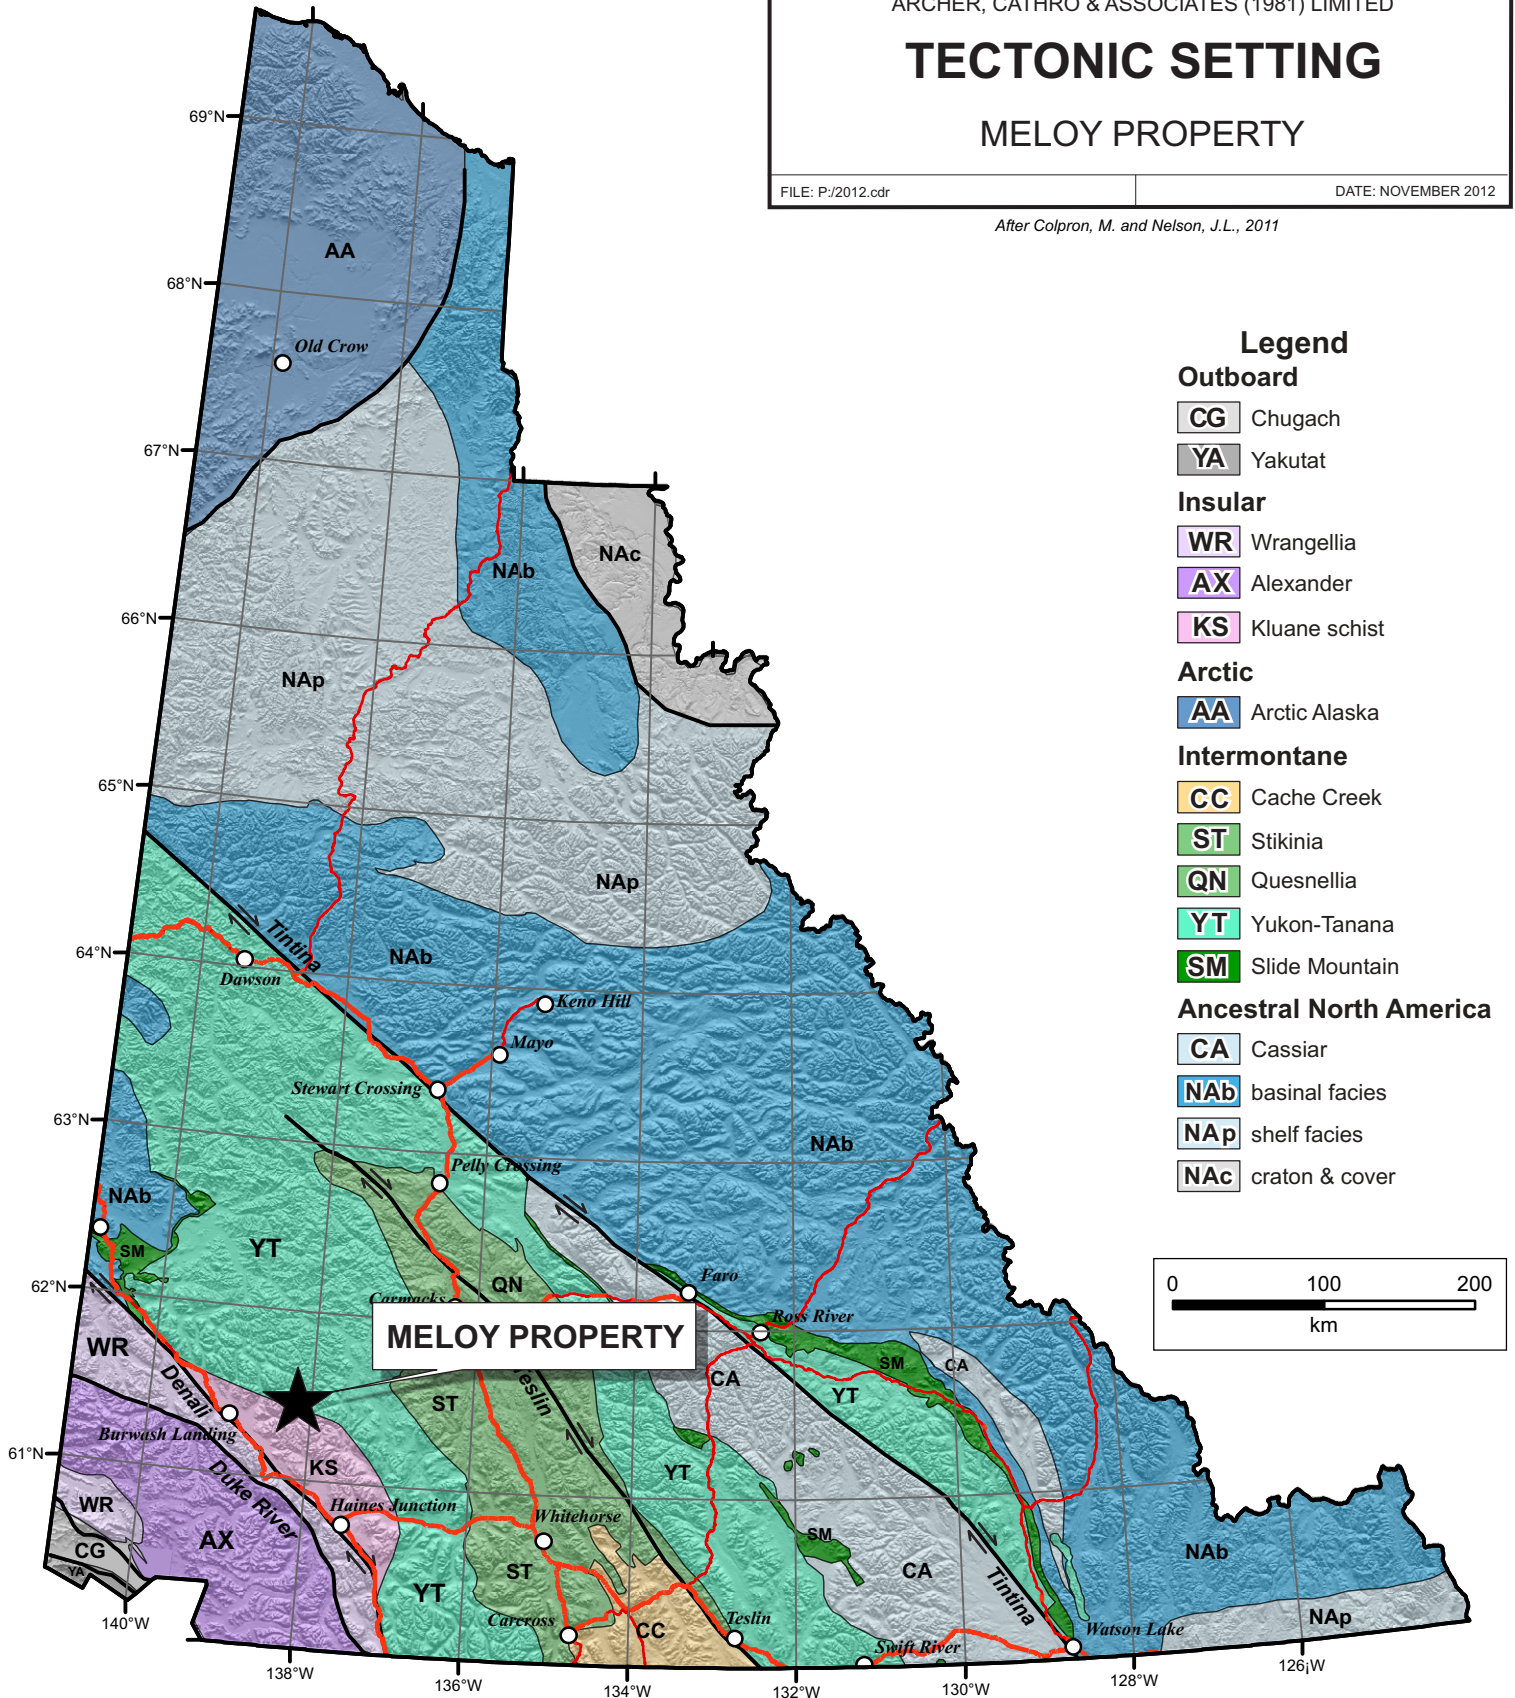 ARCHER, CATHRO & ASSOCIATES (1981) LIMITED
TECTONIC SETTING
MELOY PROPERTY
FILE: P:/2012.cdr
DATE: NOVEMBER 2012
After Colpron, M. and Nelson, J.L., 2011
Legend
Outboard
CG Chugach
YA Yakutat
Insular
WR Wrangellia
AX Alexander
KS Kluane schist
Arctic
AA Arctic Alaska
Intermontane
CC Cache Creek
ST Stikinia
QN Quesnellia
YT Yukon-Tanana
SM Slide Mountain
Ancestral North America
CA Cassiar
NAb basinal facies
NAp shelf facies
NAc craton & cover
0 100 200
km
69°N
AA
68°N
Old Crow
67°N
NAc
NAb
66°N
NAp
65°N
NAp
Tintina
64°N
NAb
Dawson
Keno Hill
Mayo
Stewart Crossing
63°N
NAb
Pelly Crossing
NAb
YT
SM
62°N
QN
Faro
Carmacks
Ross River
MELOY PROPERTY
WR
SM
CA
Denali
CA
YT
Teslin
ST
Burwash Landing
61°N
KS
YT
Duke River
WR
Haines Junction
Whitehorse
AX
SM
CG
NAb
YA
ST
CA
YT
Tintina
140°W
Carcross
CC
Teslin
NAp
Watson Lake
Swift River
138°W
136°W
134°W
132°W
130°W
128°W
126¡W